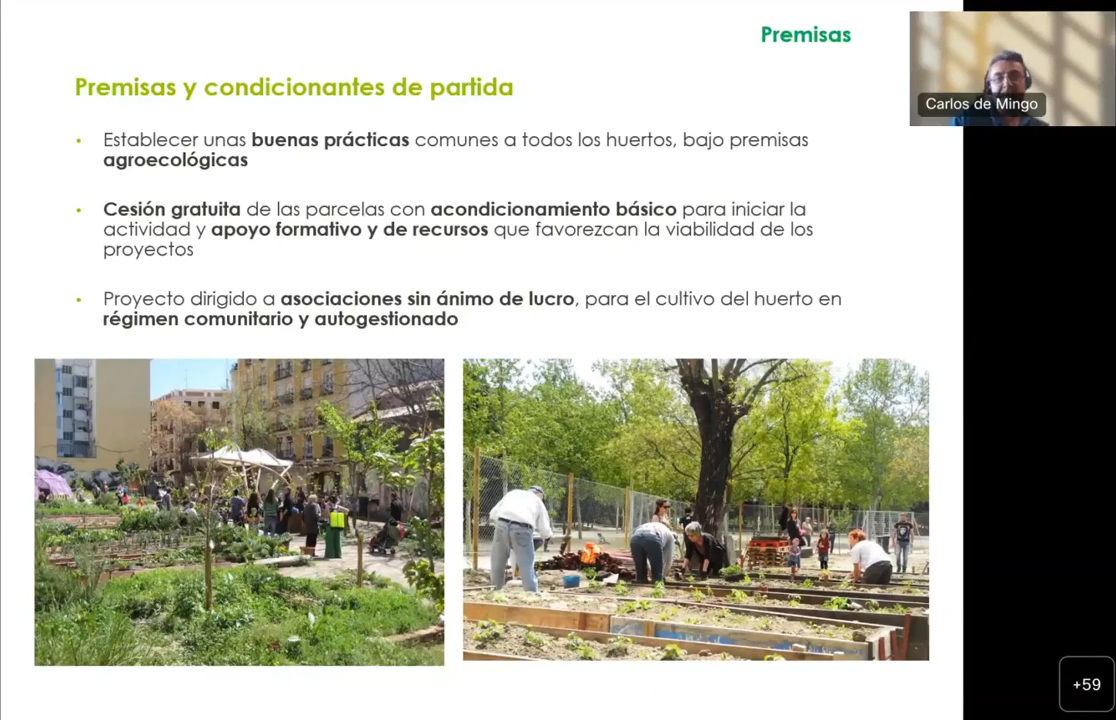 Premisas
Premisas y condicionantes de partida
Carlos de Mingo
• Establecer unas buenas prácticas comunes a todos los huertos, bajo premisas
agroecológicas
• Cesión gratuita de las parcelas con acondicionamiento básico para iniciar la
actividad y apoyo formativo y de recursos que favorezcan la viabilidad de los
proyectos
• Proyecto dirigido a asociaciones sin ánimo de lucro, para el cultivo del huerto en
régimen comunitario y autogestionado
+59